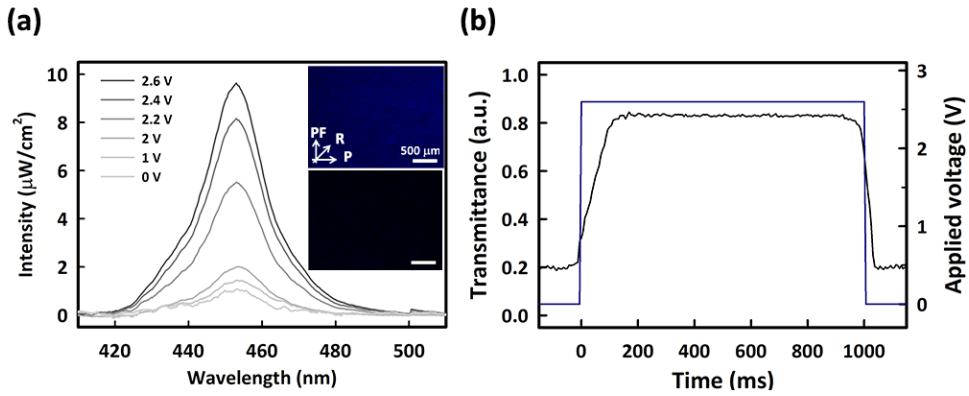 (a)
Intensity (µW/cm²)
10
8
6
4
2
0
2.6 V
2.4 V
2.2 V
2 V
1 V
0 V
PF
R
P
500 µm
420
440
460
480
500
Wavelength (nm)
(b)
Transmittance (a.u.)
1.0
0.8
0.6
0.4
0.2
0.0
3
2
1
0
Applied voltage (V)
0
200
400
600
800
1000
Time (ms)